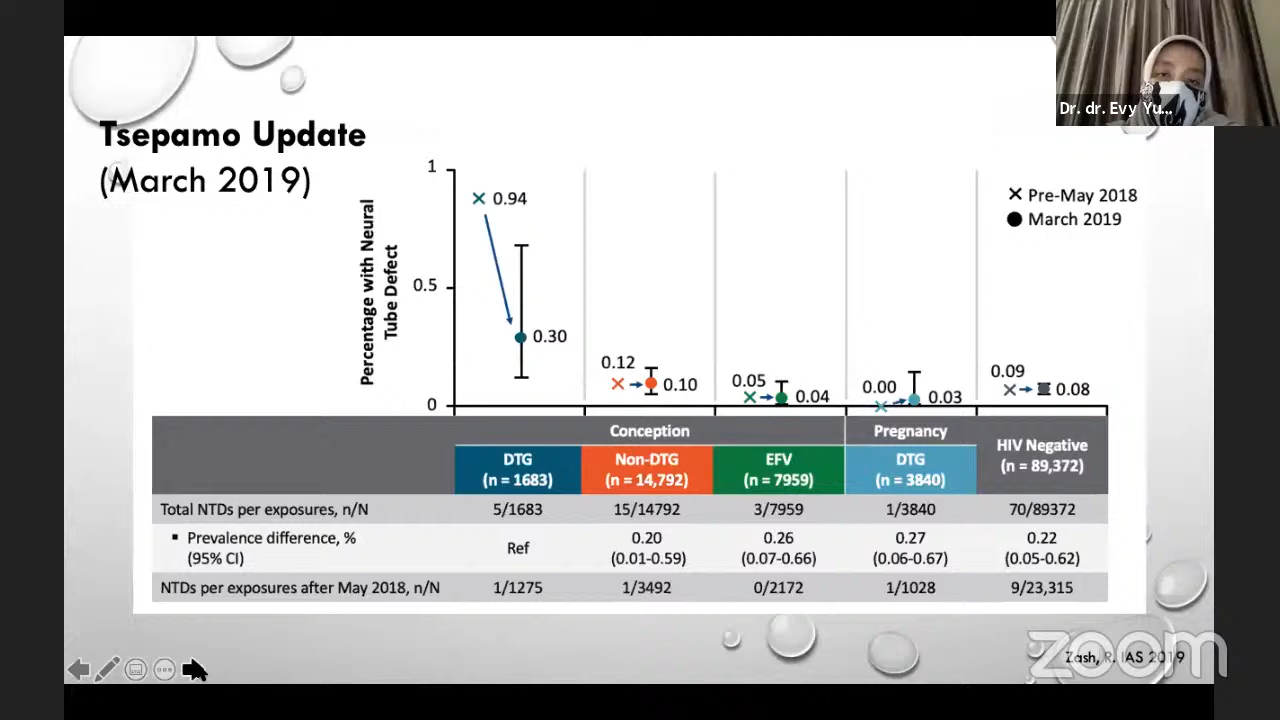 Dr. dr. Evy Yu...
Tsepamo Update
(March 2019)
Percentage with Neural
Tube Defect
1
0.5
0
0.94
0.30
0.12
0.10
0.05
0.04
0.00
0.03
0.09
0.08
× Pre-May 2018
● March 2019
Conception
Pregnancy
HIV Negative
(n = 89,372)
DTG
(n = 1683)
Non-DTG
(n = 14,792)
EFV
(n = 7959)
DTG
(n = 3840)
Total NTDs per exposures, n/N 5/1683 15/14792 3/7959 1/3840 70/89372
▪ Prevalence difference, %
(95% CI)
Ref
0.20
(0.01-0.59)
0.26
(0.07-0.66)
0.27
(0.06-0.67)
0.22
(0.05-0.62)
NTDs per exposures after May 2018, n/N 1/1275 1/3492 0/2172 1/1028 9/23,315
Zash, R. IAS 2019
zoom